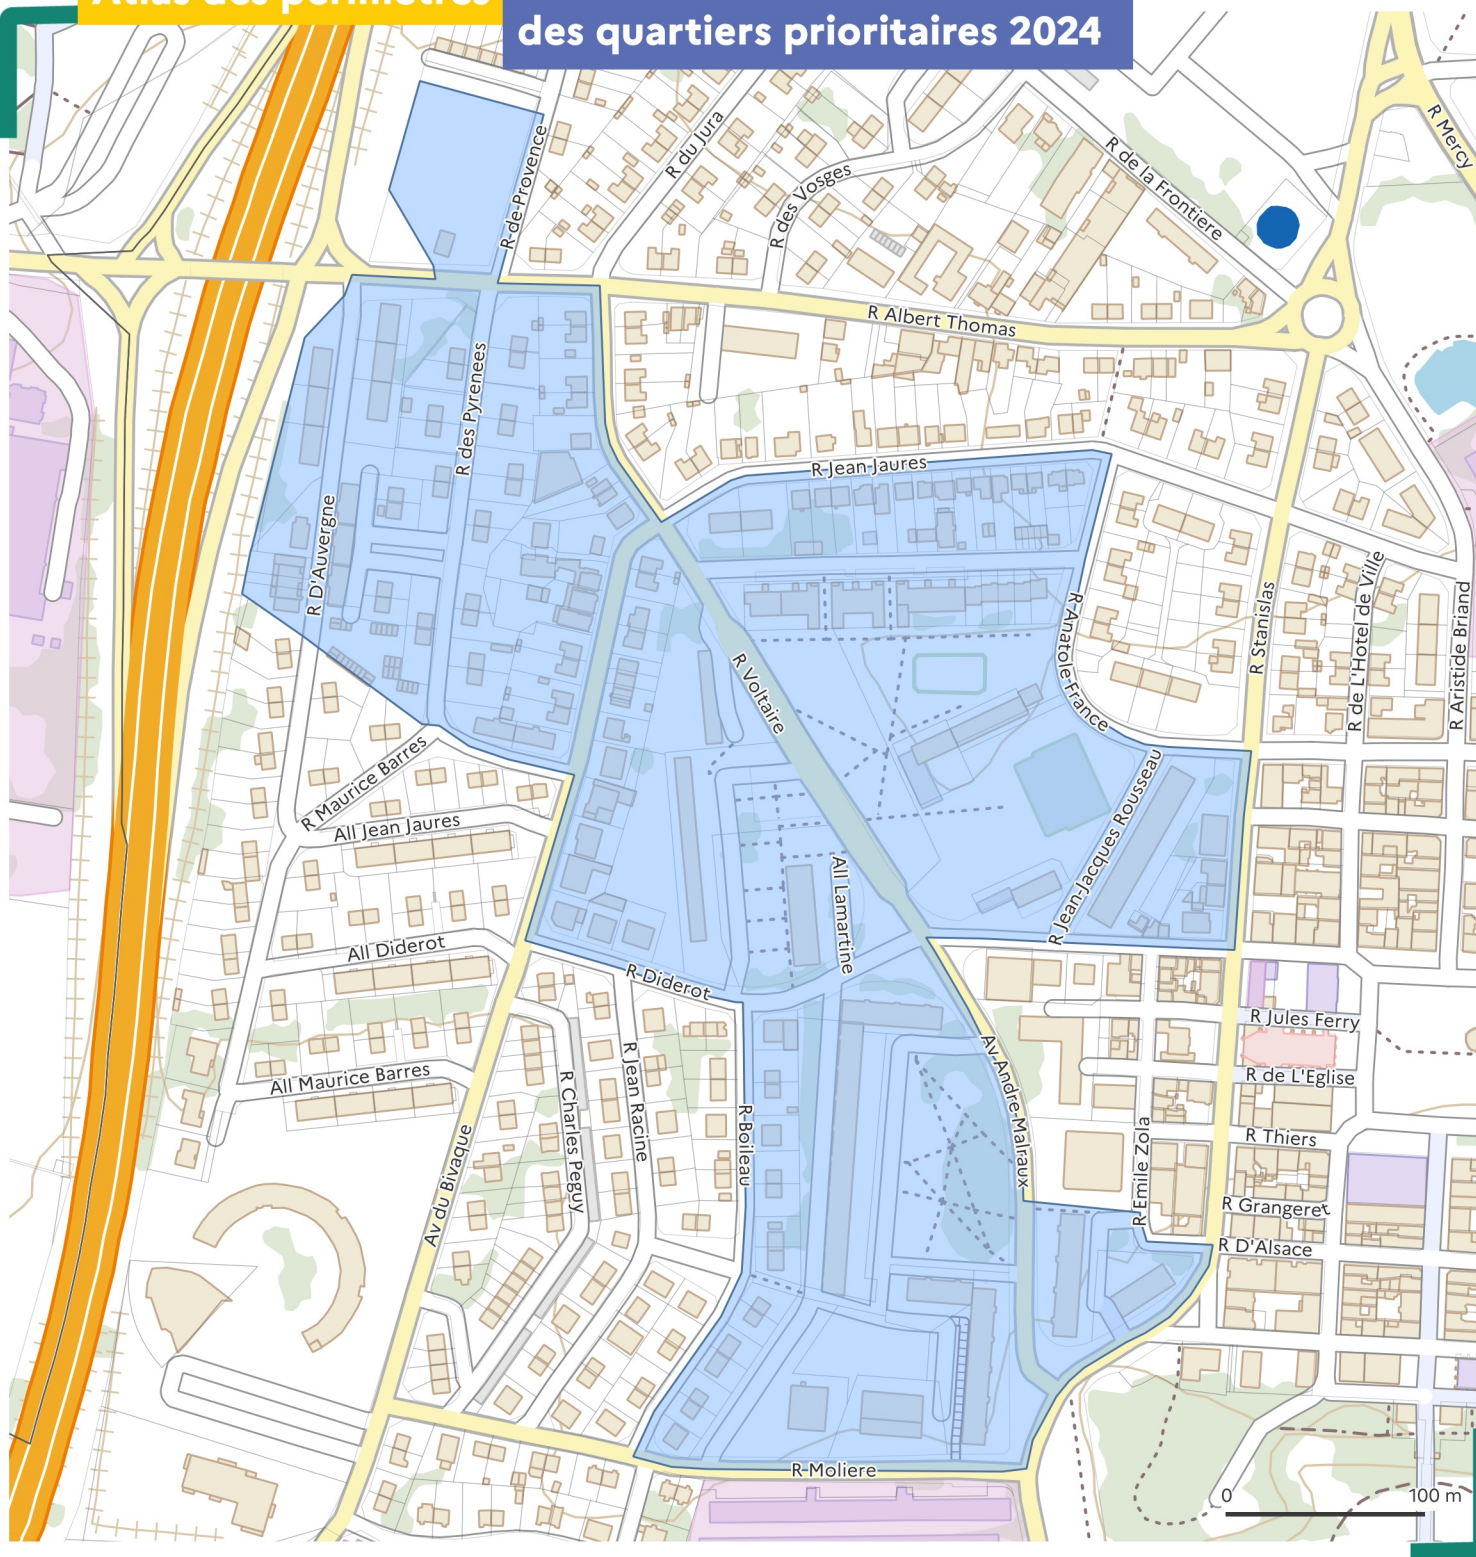 Atlas des périmètres
des quartiers prioritaires 2024
R Mercy
R du Jura
R de la Frontiere
R de Provence
R des Vosges
R Albert Thomas
R des Pyrenees
R Jean Jaures
R D'Auvergne
R Anatole France
R Stanislas
R de L'Hotel de Ville
R Aristide Briand
R Voltaire
R Maurice Barres
All Jean Jaures
R Jean-Jacques Rousseau
All Lamartine
All Diderot
R Diderot
R Jules Ferry
All Maurice Barres
R Charles Peguy
R Jean Racine
R Boileau
Av Andre Malraux
R de L'Eglise
R Thiers
R Emile Zola
Av du Bivaque
R Grangeret
R D'Alsace
R Moliere
0 100 m